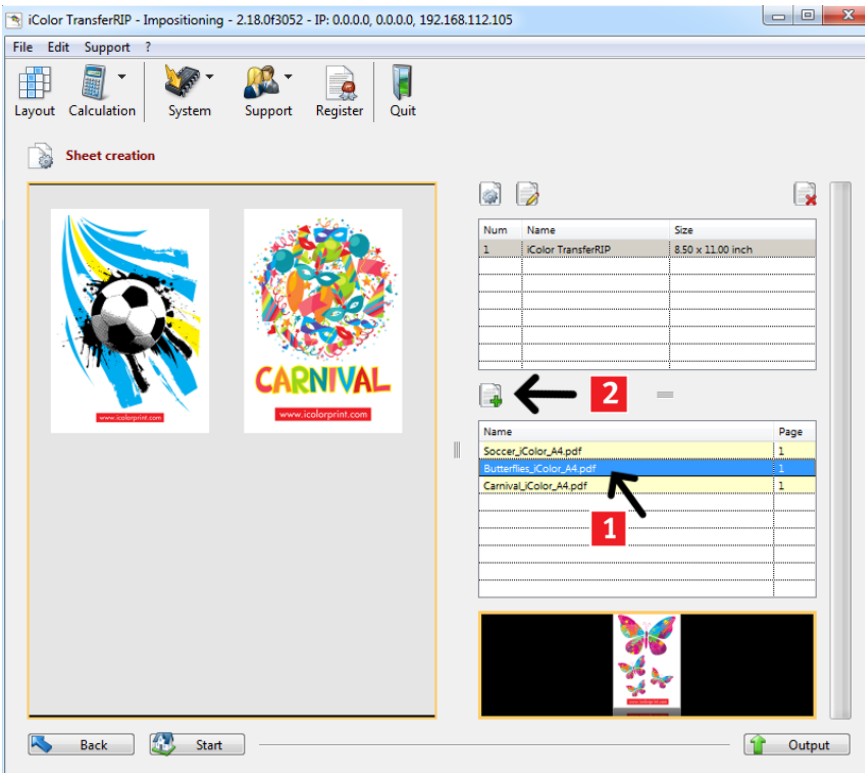 iColor TransferRIP - Impositioning - 2.18.0f3052 - IP: 0.0.0.0, 0.0.0.0, 192.168.112.105
File Edit Support ?
Layout Calculation System Support Register Quit
Sheet creation
Num Name Size
1 iColor TransferRIP 8.50 x 11.00 inch
CARNIVAL
www.icolorprint.com
www.icolorprint.com
2
Name Page
Soccer_iColor_A4.pdf 1
Butterflies_iColor_A4.pdf 1
Carnival_iColor_A4.pdf 1
1
Back Start Output